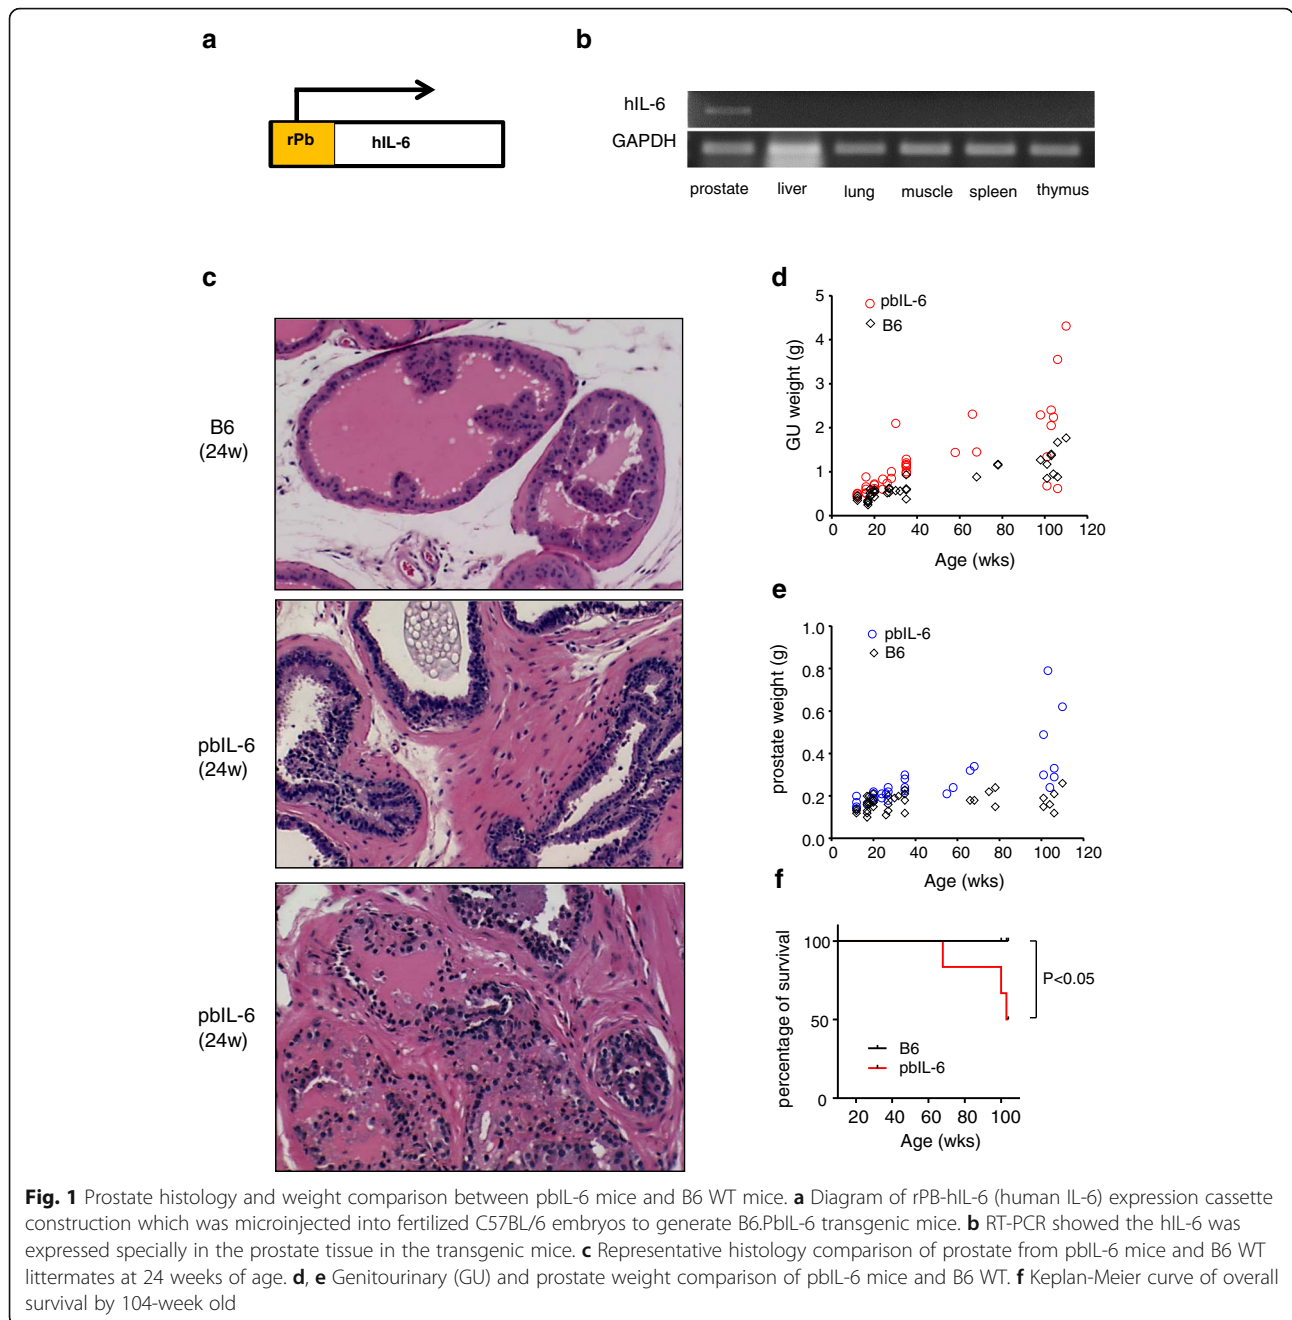 a
rPb
hIL-6
b
hIL-6
GAPDH
prostate liver lung muscle spleen thymus
c
B6
(24w)
pbIL-6
(24w)
pbIL-6
(24w)
d
5
4
3
2
1
0
GU weight (g)
pbIL-6
B6
0 20 40 60 80 100 120
Age (wks)
e
1.0
0.8
0.6
0.4
0.2
0.0
prostate weight (g)
pbIL-6
B6
0 20 40 60 80 100 120
Age (wks)
f
100
50
0
percentage of survival
P<0.05
B6
pbIL-6
20 40 60 80 100
Age (wks)
Fig. 1 Prostate histology and weight comparison between pbIL-6 mice and B6 WT mice. a Diagram of rPB-hIL-6 (human IL-6) expression cassette
construction which was microinjected into fertilized C57BL/6 embryos to generate B6.PbIL-6 transgenic mice. b RT-PCR showed the hIL-6 was
expressed specially in the prostate tissue in the transgenic mice. c Representative histology comparison of prostate from pbIL-6 mice and B6 WT
littermates at 24 weeks of age. d, e Genitourinary (GU) and prostate weight comparison of pbIL-6 mice and B6 WT. f Keplan-Meier curve of overall
survival by 104-week old